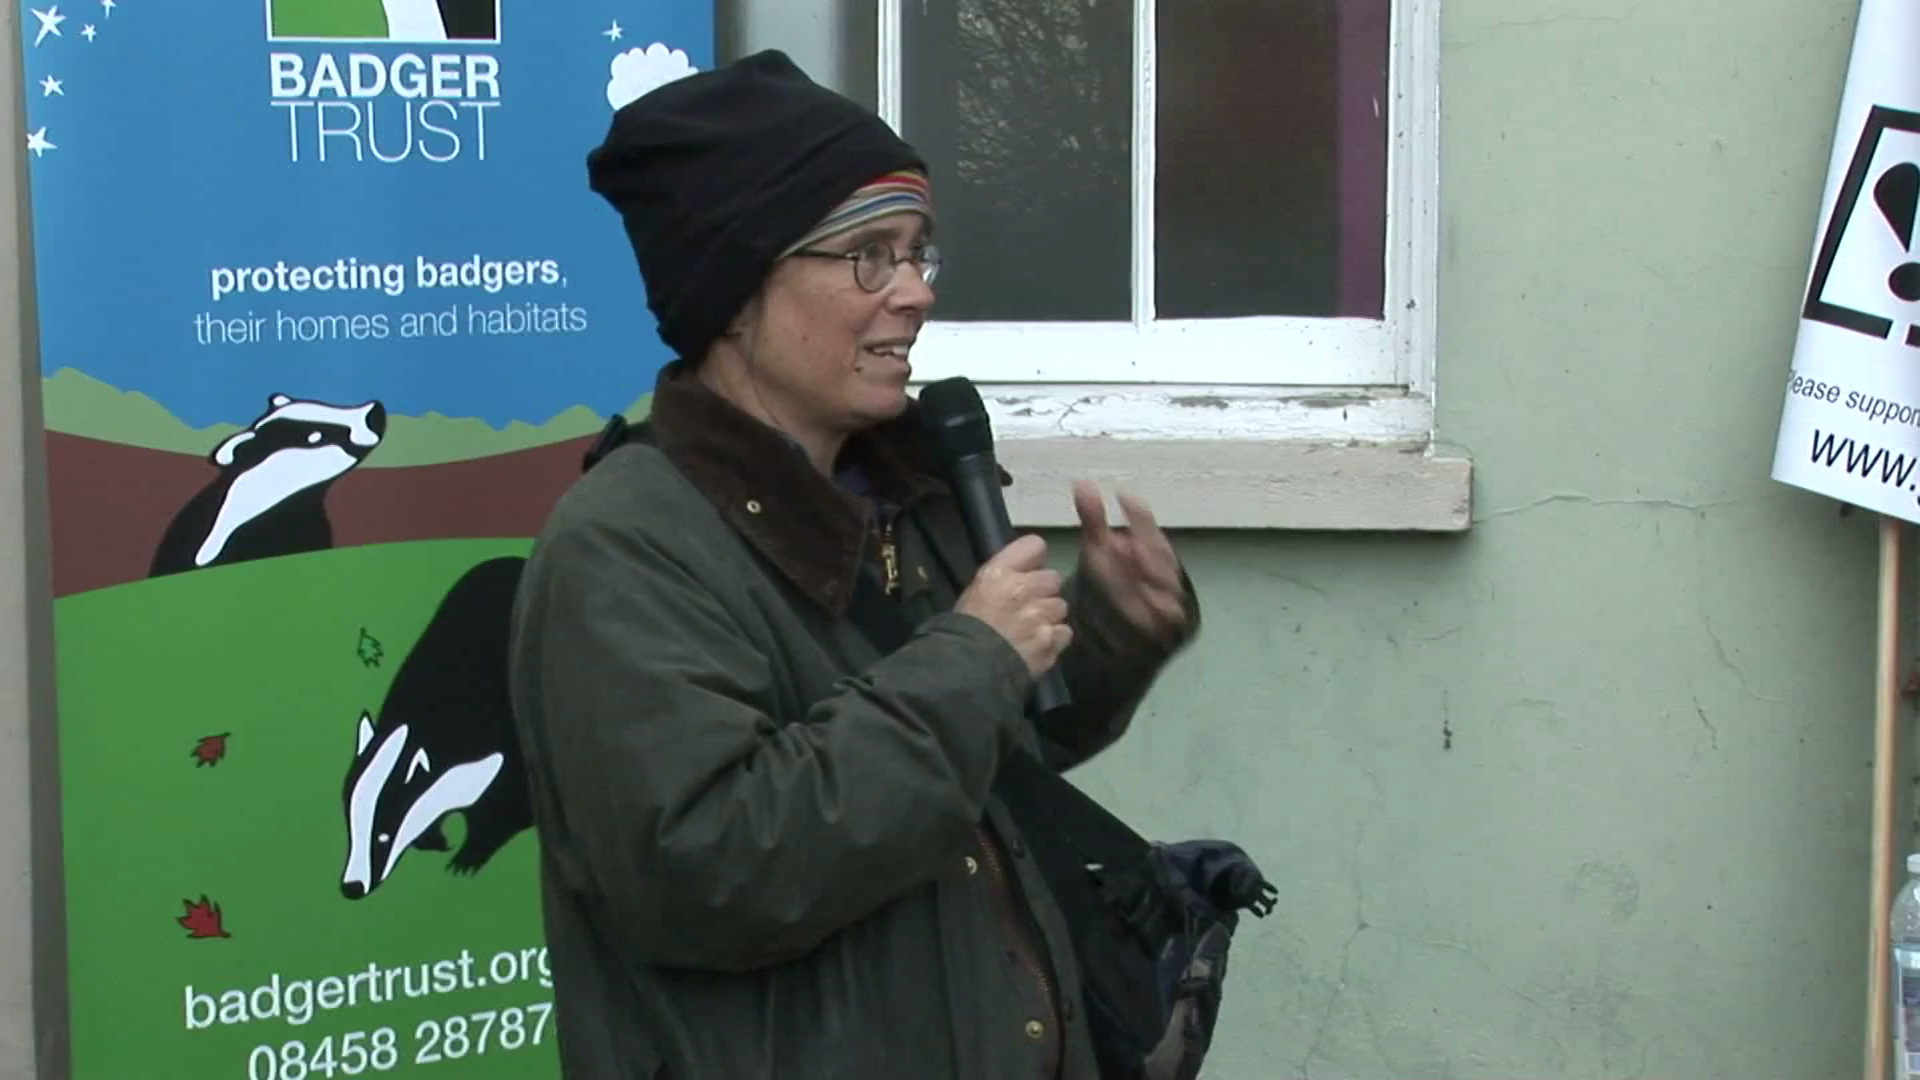 BADGER
TRUST
protecting badgers,
their homes and habitats
badgertrust.org
08458 28787
lease suppor
www.